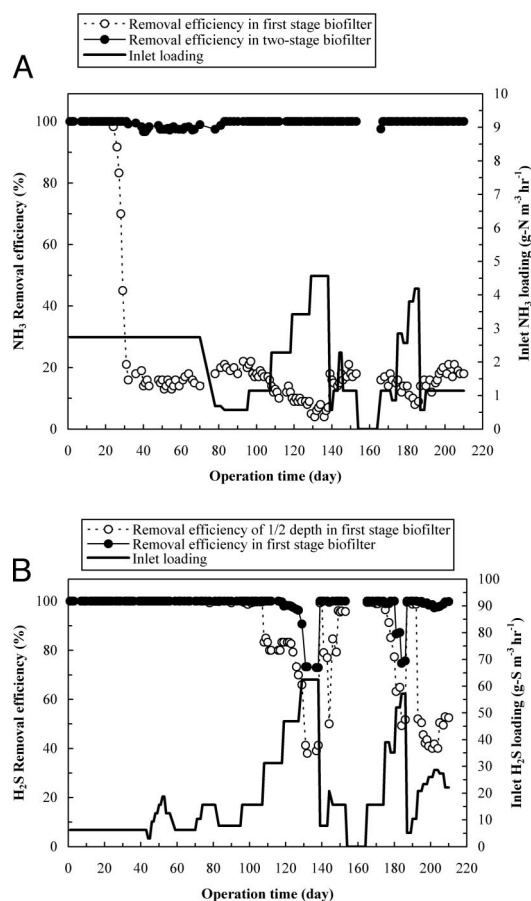 Removal efficiency in first stage biofilter
Removal efficiency in two-stage biofilter
Inlet loading
A
NH3 Removal efficiency (%)
100
80
60
40
20
0
10
9
8
7
6
5
4
3
2
1
0
Inlet NH3 loading (g-N m-3 hr-1)
0 20 40 60 80 100 120 140 160 180 200 220
Operation time (day)
Removal efficiency of 1/2 depth in first stage biofilter
Removal efficiency in first stage biofilter
Inlet loading
B
H2S Removal efficiency (%)
100
80
60
40
20
0
100
90
80
70
60
50
40
30
20
10
0
Inlet H2S loading (g-S m-3 hr-1)
0 20 40 60 80 100 120 140 160 180 200 220
Operation time (day)